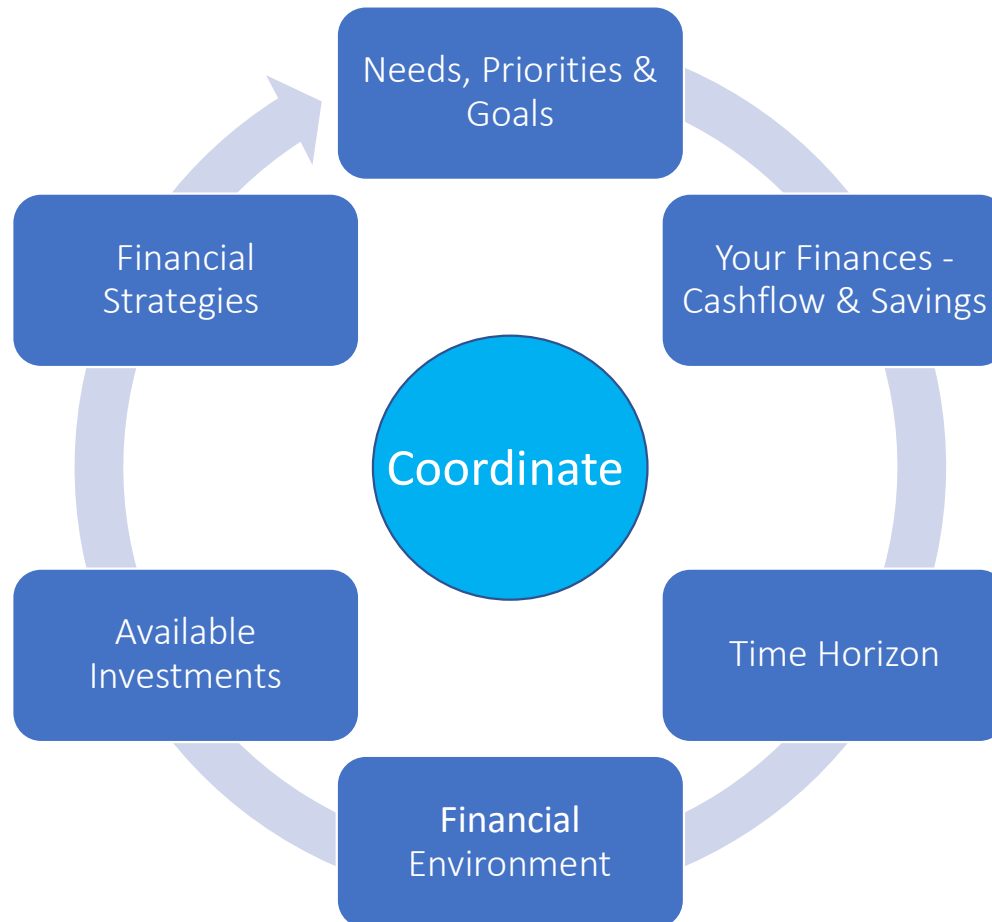 Needs, Priorities &
Goals
Your Finances -
Cashflow & Savings
Time Horizon
Financial
Environment
Available
Investments
Financial
Strategies
Coordinate